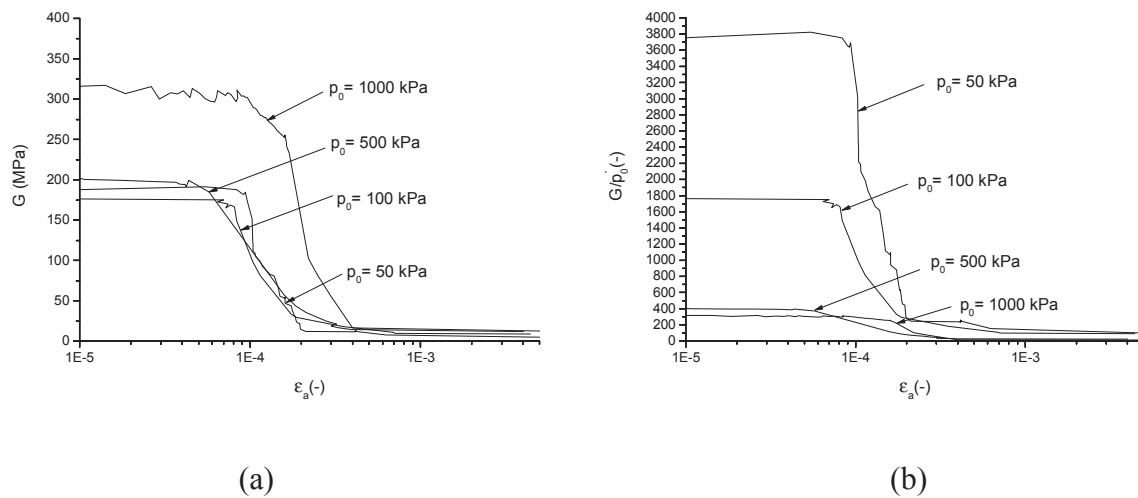 400
350
300
250
200
150
100
50
0
G (MPa)
p0= 1000 kPa
p0= 500 kPa
p0= 100 kPa
p0= 50 kPa
1E-5 1E-4 1E-3
εa(-)
(a)
4000
3800
3600
3400
3200
3000
2800
2600
2400
2200
2000
1800
1600
1400
1200
1000
800
600
400
200
0
G/p0'(-)
p0= 50 kPa
p0= 100 kPa
p0= 500 kPa
p0= 1000 kPa
1E-5 1E-4 1E-3
εa(-)
(b)